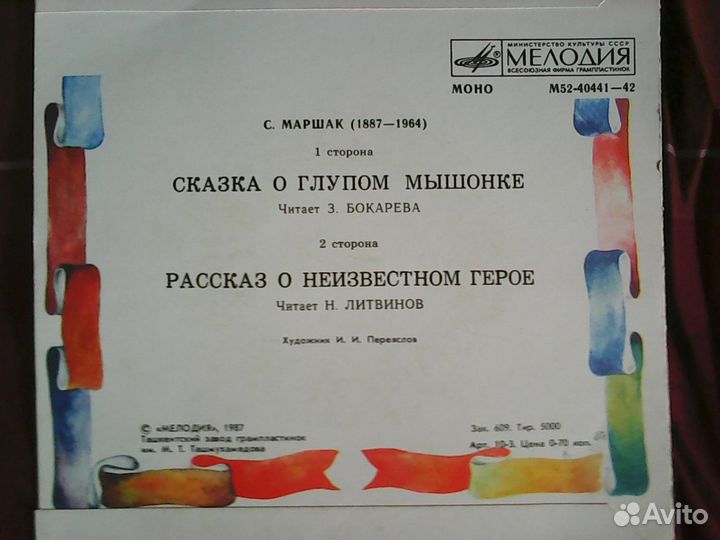 МИНИСТЕРСТВО КУЛЬТУРЫ СССР
МЕЛОДИЯ
ВСЕСОЮЗНАЯ ФИРМА ГРАМПЛАСТИНОК
МОНО М52-40441—42
С. МАРШАК (1887—1964)
1 сторона
СКАЗКА О ГЛУПОМ МЫШОНКЕ
Читает З. БОКАРЕВА
2 сторона
РАССКАЗ О НЕИЗВЕСТНОМ ГЕРОЕ
Читает Н. ЛИТВИНОВ
Художник И. И. Переяслов
© «МЕЛОДИЯ», 1987
Ташкентский завод грампластинок
им. М. Т. Ташмухамедова
Зак. 609. Тир. 5000
Арт. 10-3. Цена 0-70 коп.
Avito